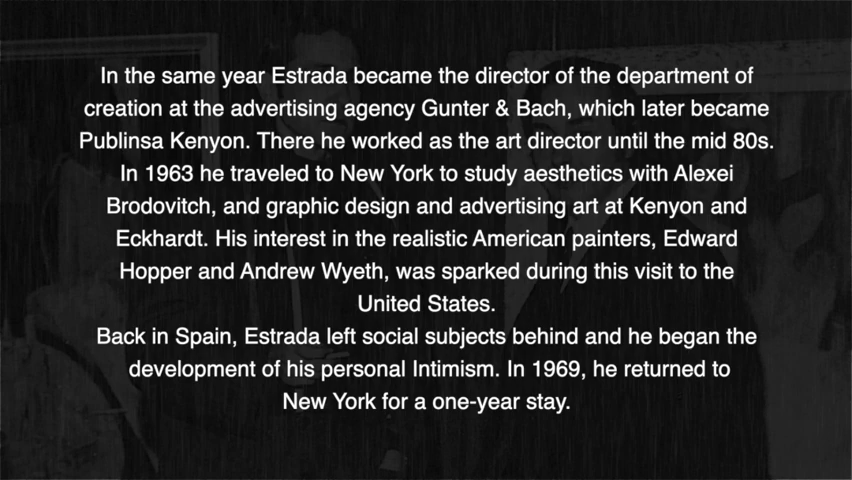 In the same year Estrada became the director of the department of
creation at the advertising agency Gunter & Bach, which later became
Publinsa Kenyon. There he worked as the art director until the mid 80s.
In 1963 he traveled to New York to study aesthetics with Alexei
Brodovitch, and graphic design and advertising art at Kenyon and
Eckhardt. His interest in the realistic American painters, Edward
Hopper and Andrew Wyeth, was sparked during this visit to the
United States.
Back in Spain, Estrada left social subjects behind and he began the
development of his personal Intimism. In 1969, he returned to
New York for a one-year stay.